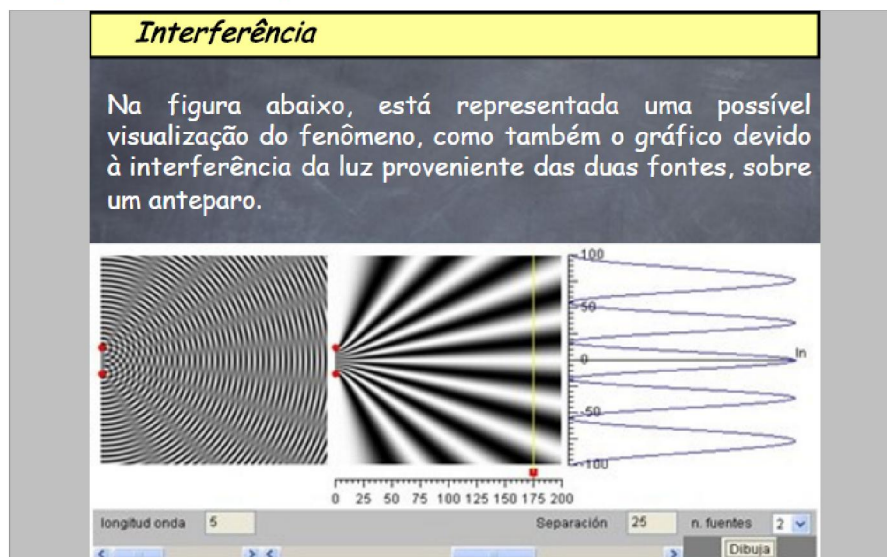 Interferência
Na figura abaixo, está representada uma possível
visualização do fenômeno, como também o gráfico devido
à interferência da luz proveniente das duas fontes, sobre
um anteparo.
100
50
0
In
-50
-100
0 25 50 75 100 125 150 175 200
longitud onda 5 Separación 25 n. fuentes 2
Dibuja